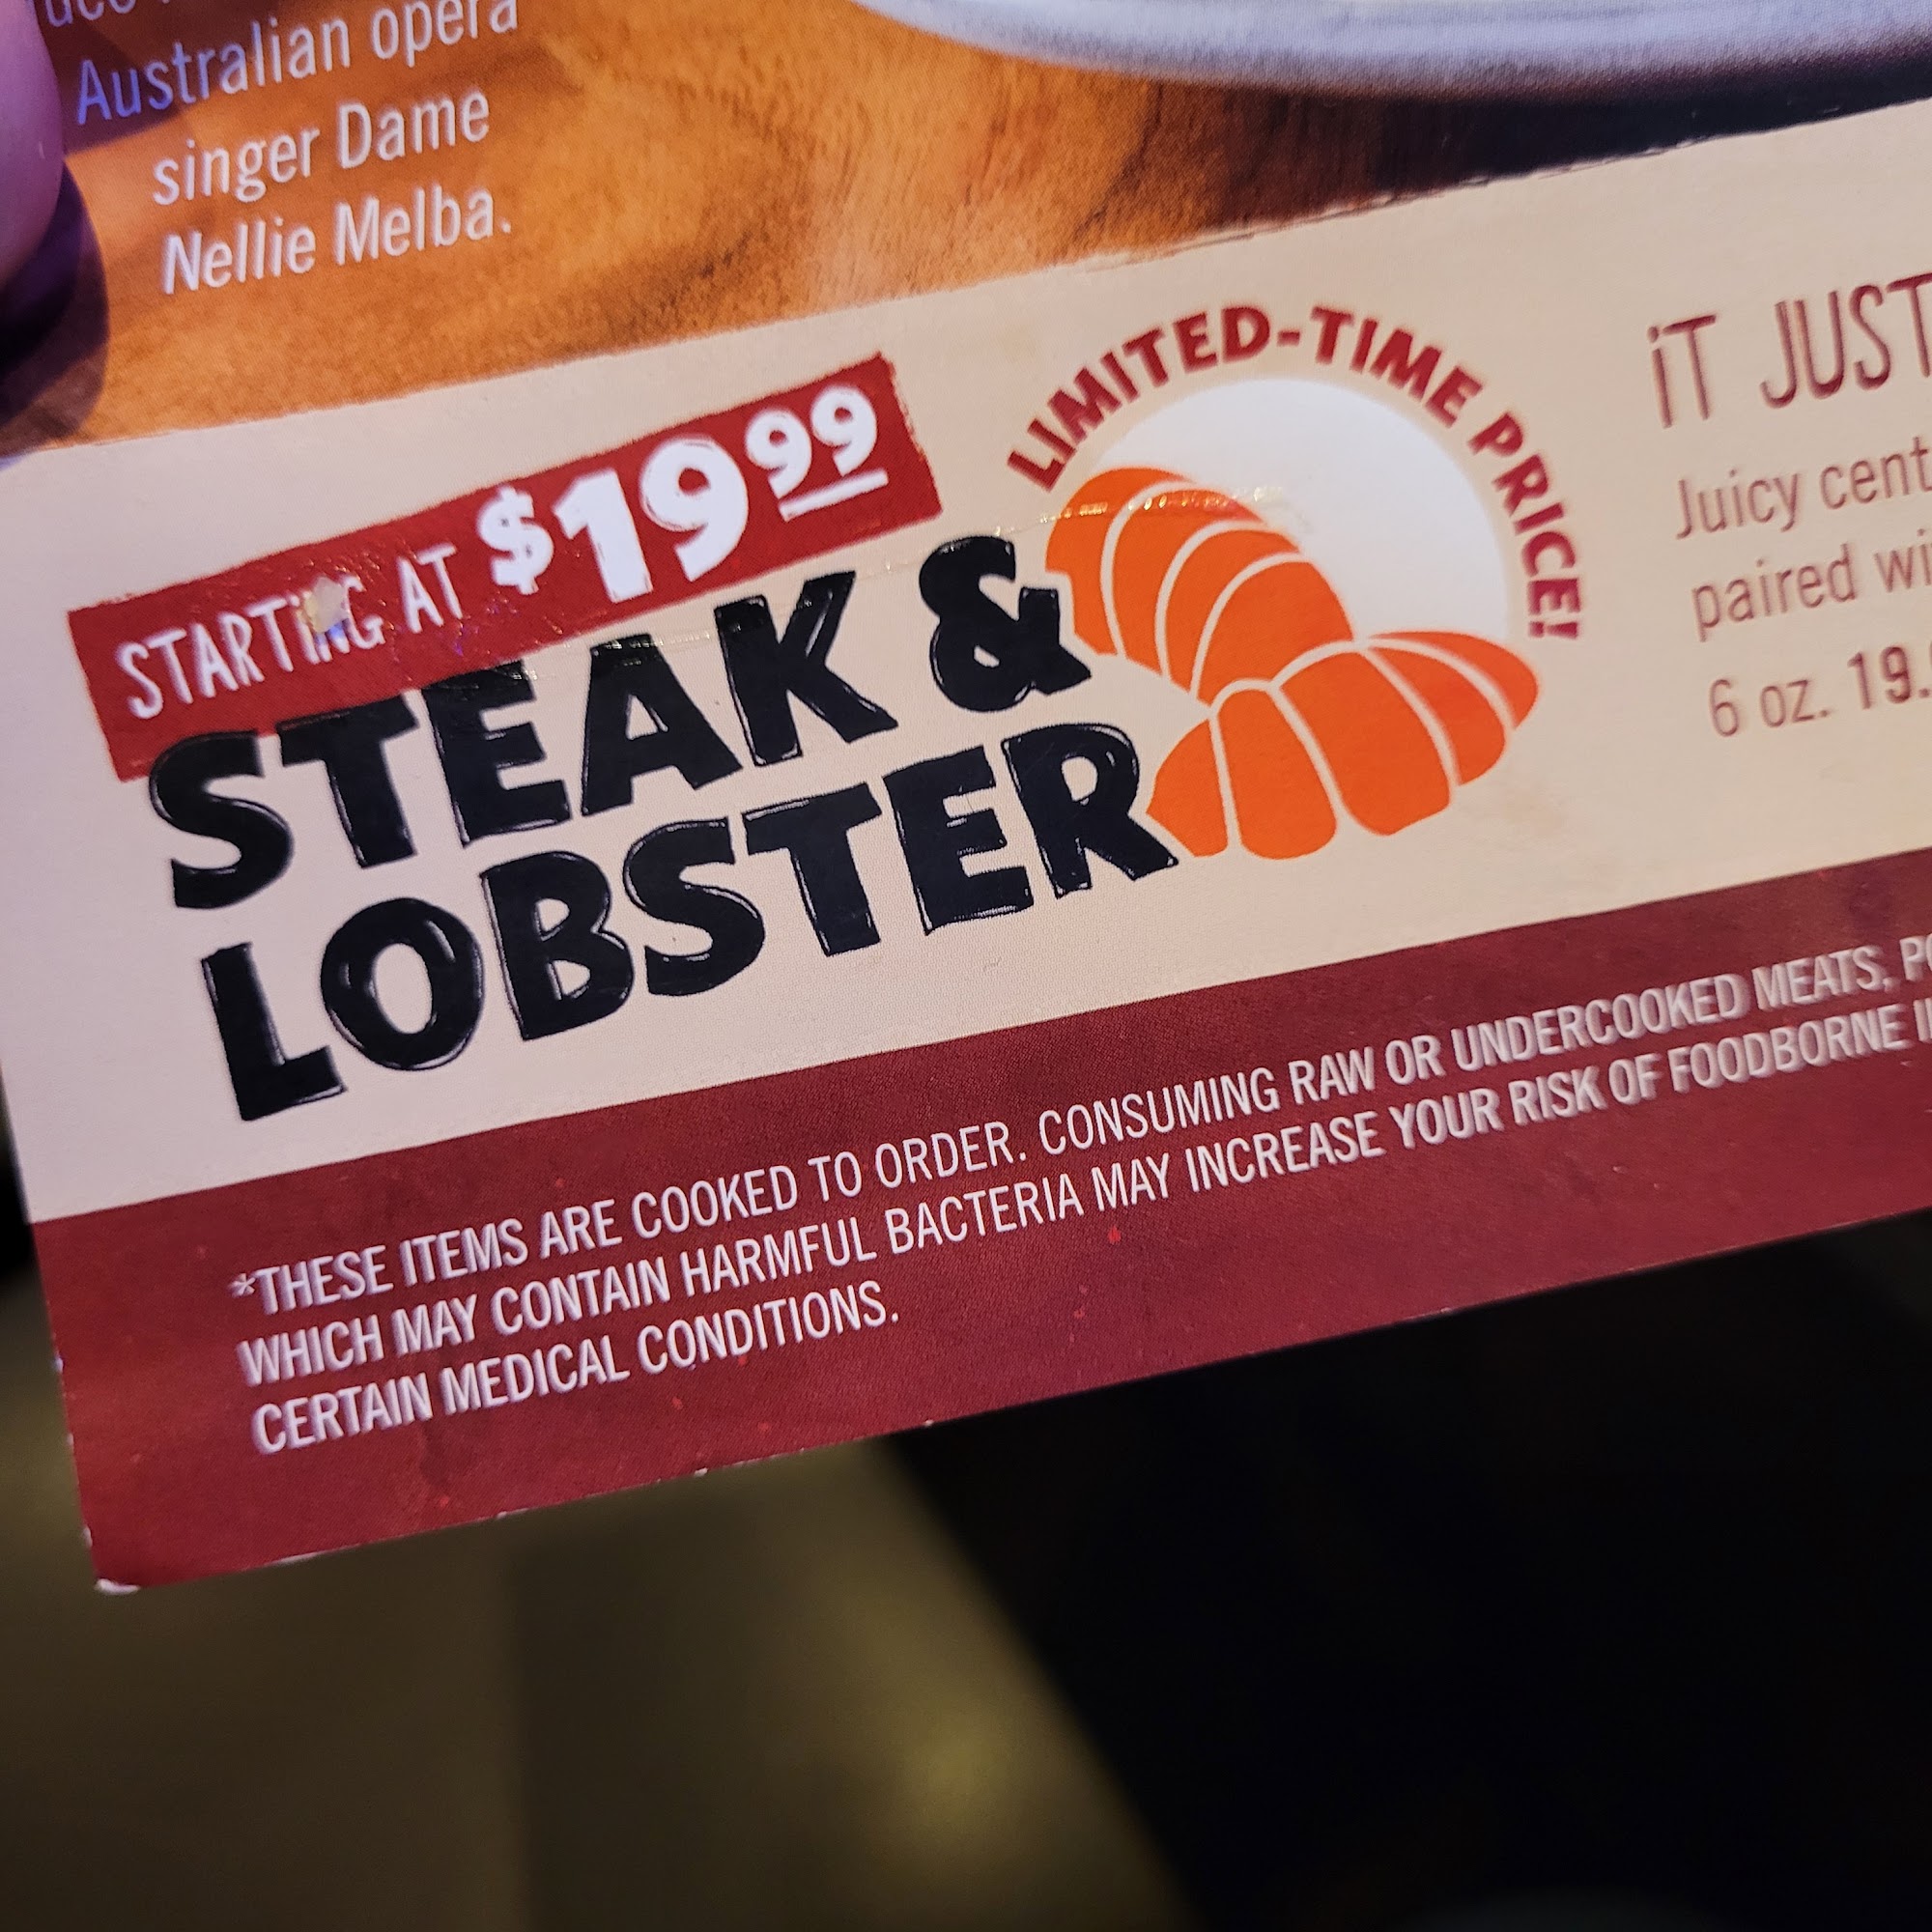 Australian opera
singer Dame
Nellie Melba.
STARTING AT $19 99
STEAK &
LOBSTER
LIMITED-TIME PRICE!
iT JUST
Juicy cent
paired wi
6 oz. 19.
*THESE ITEMS ARE COOKED TO ORDER. CONSUMING RAW OR UNDERCOOKED MEATS, PO
WHICH MAY CONTAIN HARMFUL BACTERIA MAY INCREASE YOUR RISK OF FOODBORNE
CERTAIN MEDICAL CONDITIONS.